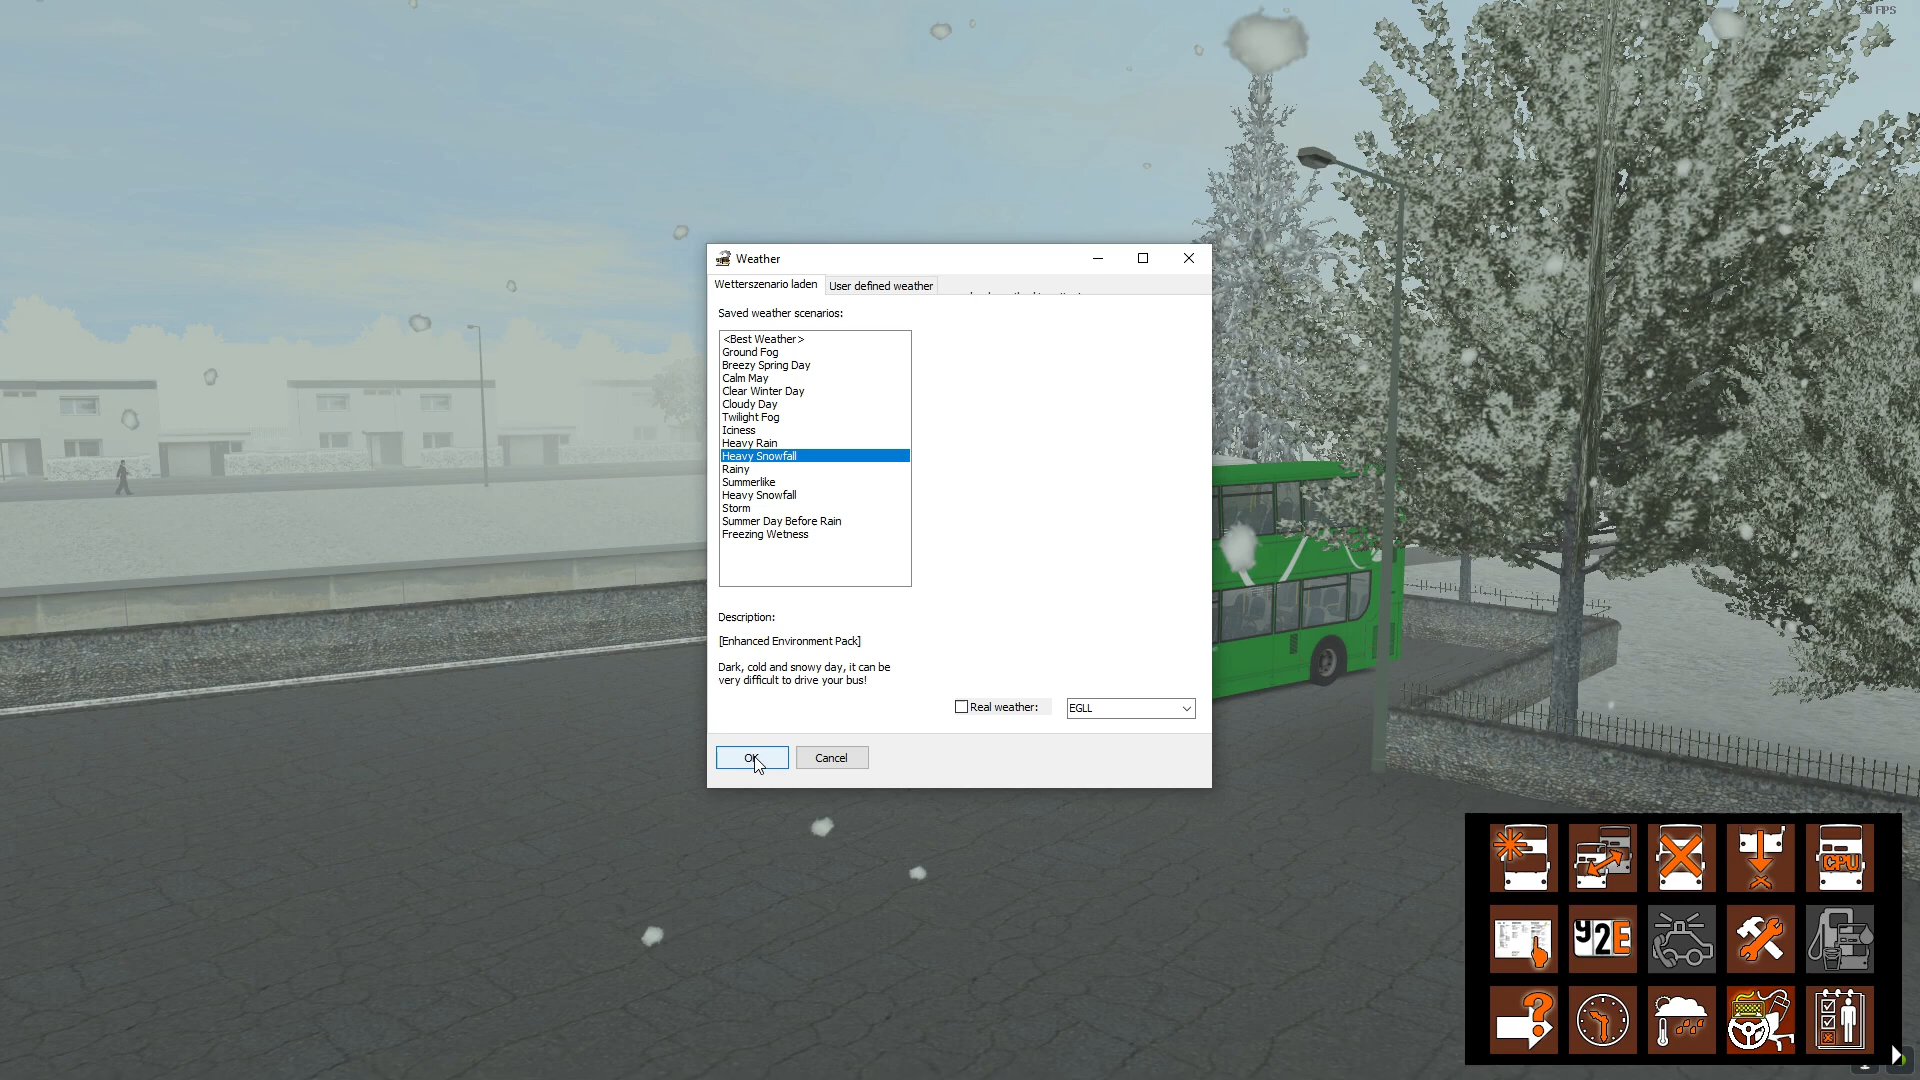 FPS
Weather
Wetterszenario laden
User defined weather
Saved weather scenarios:
<Best Weather>
Ground Fog
Breezy Spring Day
Calm May
Clear Winter Day
Cloudy Day
Twilight Fog
Iciness
Heavy Rain
Heavy Snowfall
Rainy
Summerlike
Heavy Snowfall
Storm
Summer Day Before Rain
Freezing Wetness
Description:
[Enhanced Environment Pack]
Dark, cold and snowy day, it can be
very difficult to drive your bus!
Real weather:
EGLL
OK
Cancel
CPU
92E
?